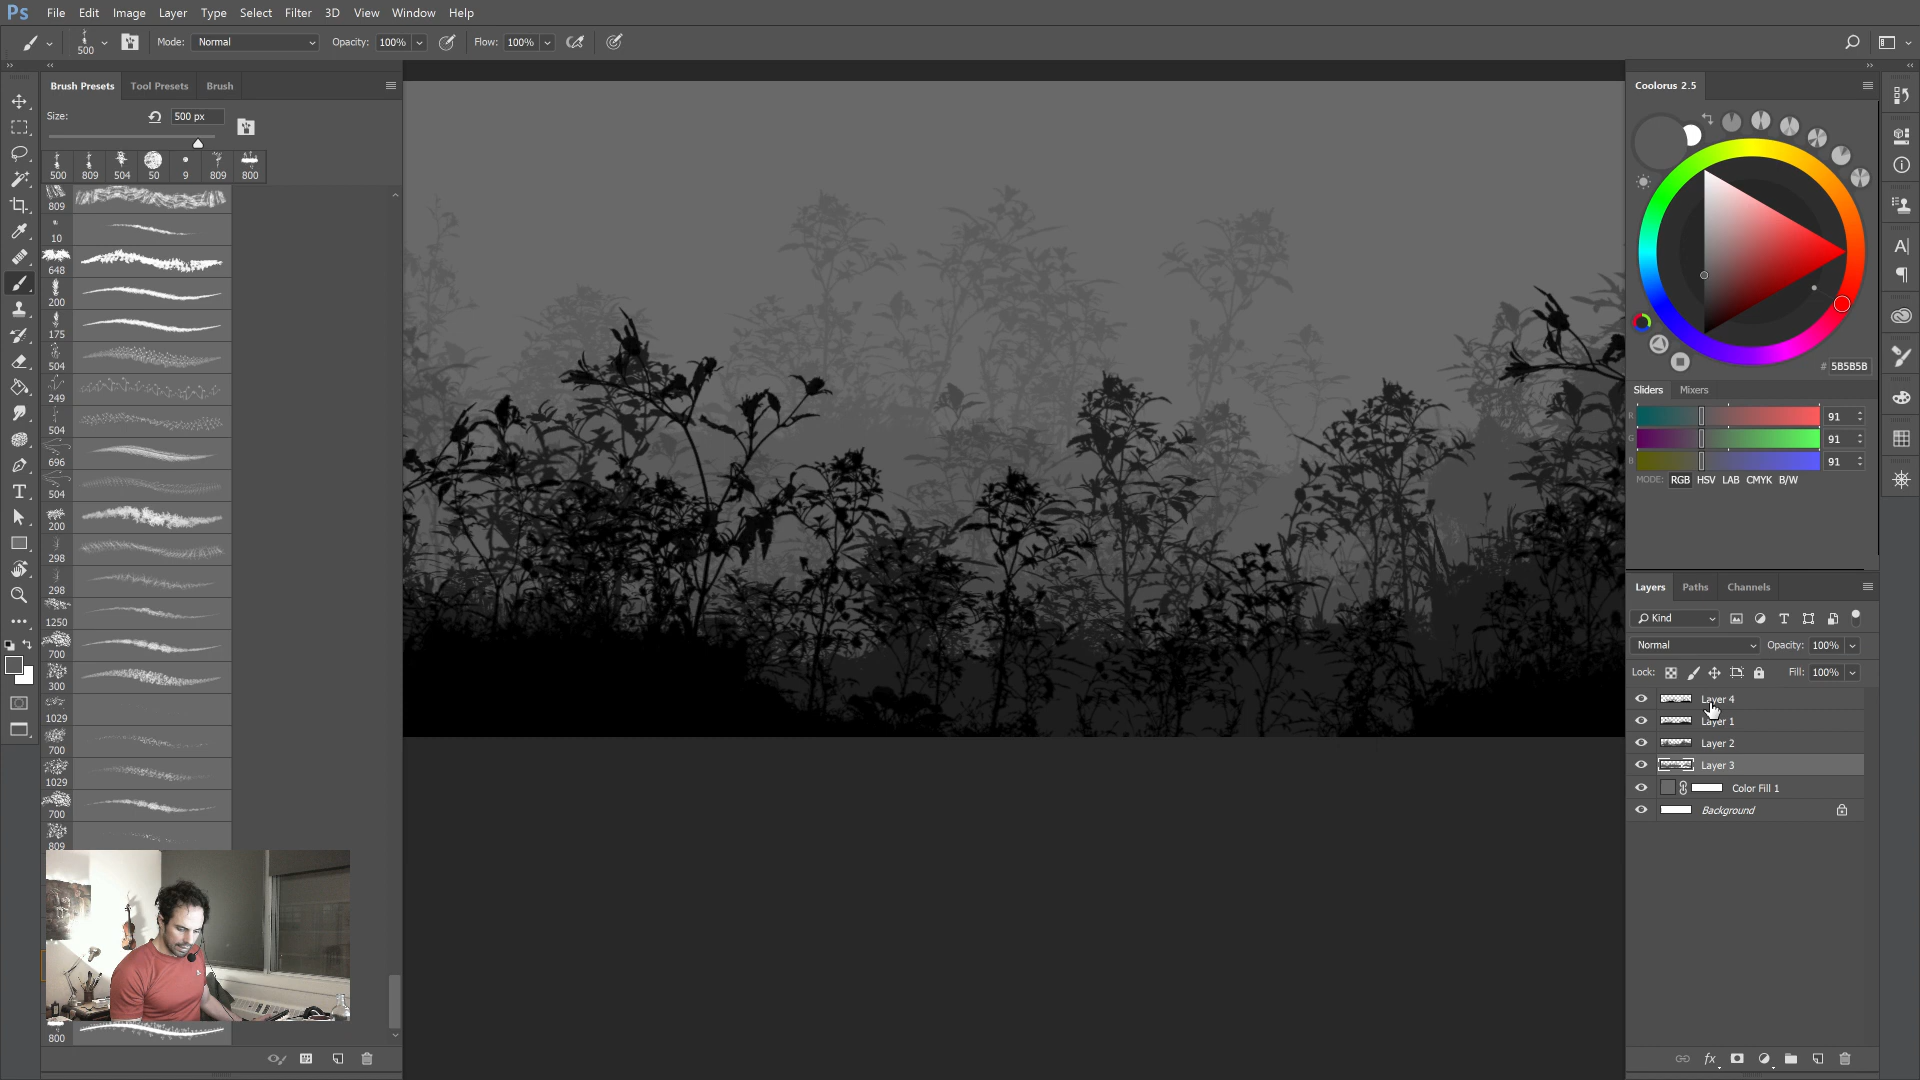 Ps File Edit Image Layer Type Select Filter 3D View Window Help
500 Mode: Normal Opacity: 100% Flow: 100%
Brush Presets Tool Presets Brush
Size: 500 px
500 809 504 50 9 809 800
809
10
648
200
175
504
249
504
696
504
200
298
298
1250
700
300
1029
700
1029
700
809
800
Coolorus 2.5
# 5B5B5B
Sliders Mixers
R 91
G 91
B 91
MODE: RGB HSV LAB CMYK B/W
Layers Paths Channels
Kind
Normal Opacity: 100%
Lock: Fill: 100%
Layer 4
Layer 1
Layer 2
Layer 3
Color Fill 1
Background